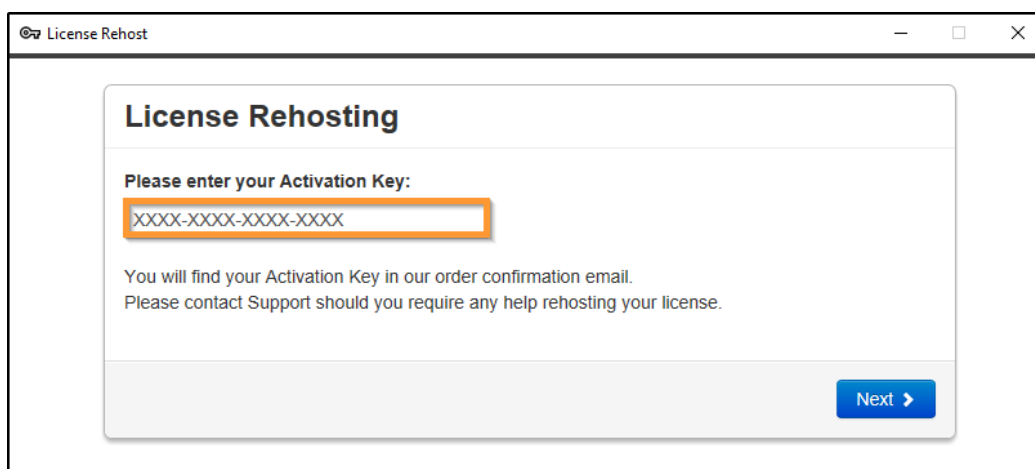 License Rehost
License Rehosting
Please enter your Activation Key:
XXXX-XXXX-XXXX-XXXX
You will find your Activation Key in our order confirmation email.
Please contact Support should you require any help rehosting your license.
Next